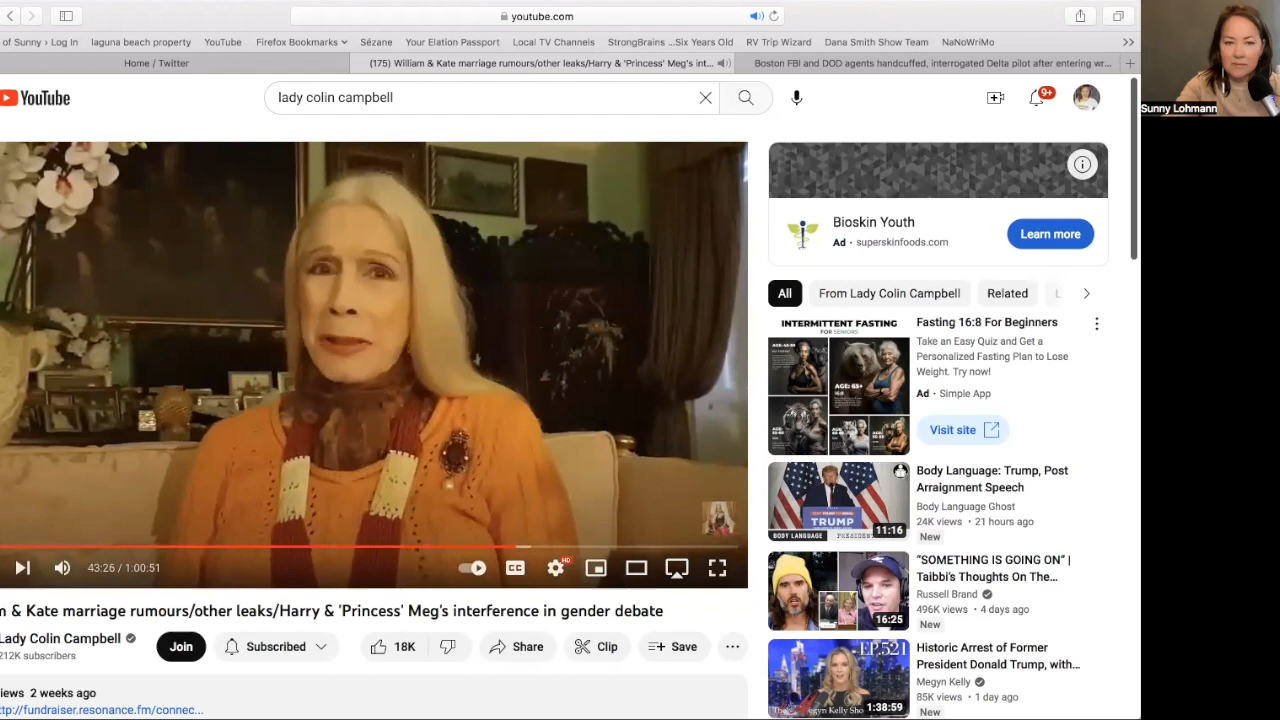 youtube.com
of Sunny › Log In laguna beach property YouTube Firefox Bookmarks Sézane Your Elation Passport Local TV Channels StrongBrains ...Six Years Old RV Trip Wizard Dana Smith Show Team NaNoWriMo
Home / Twitter
(175) William & Kate marriage rumours/other leaks/Harry & 'Princess' Meg's int...
Boston FBI and DOD agents handcuffed, interrogated Delta pilot after entering wr...
Sunny Lohmann
YouTube
lady colin campbell
9+
43:26 / 1:00:51
CC
HD
& Kate marriage rumours/other leaks/Harry & 'Princess' Meg's interference in gender debate
Lady Colin Campbell
212K subscribers
Join
Subscribed
18K
Share
Clip
Save
iews 2 weeks ago
ttp://fundraiser.resonance.fm/connec...
Bioskin Youth
Ad · superskinfoods.com
Learn more
All
From Lady Colin Campbell
Related
INTERMITTENT FASTING
FOR SENIORS
AGE: 65+
Fasting 16:8 For Beginners
Take an Easy Quiz and Get a
Personalized Fasting Plan to Lose
Weight. Try now!
Ad · Simple App
Visit site
TRUMP
BODY LANGUAGE
11:16
Body Language: Trump, Post
Arraignment Speech
Body Language Ghost
24K views · 21 hours ago
New
16:25
"SOMETHING IS GOING ON" |
Taibbi's Thoughts On The...
Russell Brand
496K views · 4 days ago
New
EP.521
1:38:59
Historic Arrest of Former
President Donald Trump, with...
Megyn Kelly
85K views · 1 day ago
New